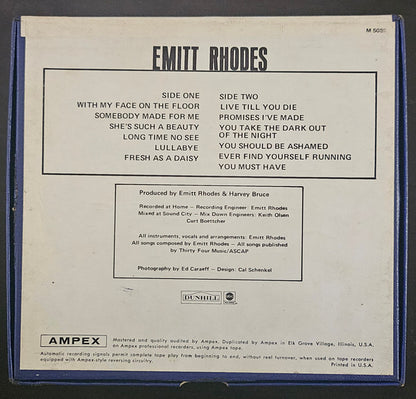 M 5089
EMITT RHODES
SIDE ONE
WITH MY FACE ON THE FLOOR
SOMEBODY MADE FOR ME
SHE'S SUCH A BEAUTY
LONG TIME NO SEE
LULLABYE
FRESH AS A DAISY
SIDE TWO
LIVE TILL YOU DIE
PROMISES I'VE MADE
YOU TAKE THE DARK OUT
OF THE NIGHT
YOU SHOULD BE ASHAMED
EVER FIND YOURSELF RUNNING
YOU MUST HAVE
Produced by Emitt Rhodes & Harvey Bruce
Recorded at Home – Recording Engineer: Emitt Rhodes
Mixed at Sound City – Mix Down Engineers: Keith Olsen
Curt Boettcher
All instruments, vocals and arrangements: Emitt Rhodes
All songs composed by Emitt Rhodes – All songs published
by Thirty Four Music/ASCAP
Photography by Ed Caraeff – Design: Cal Schenkel
DUNHILL
abc
AMPEX
Mastered and quality audited by Ampex. Duplicated by Ampex in Elk Grove Village, Illinois, U.S.A.
on Ampex professional recorders, using Ampex tape.
Automatic recording signals permit complete tape play from beginning to end, without reel turnover, when used on tape recorders
equipped with Ampex-style reversing circuitry.
Printed in U.S.A.